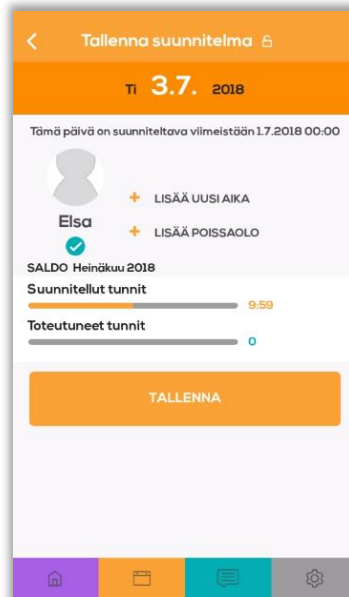 Tallenna suunnitelma
Ti 3.7. 2018
Tämä päivä on suunniteltava viimeistään 1.7.2018 00:00
+ LISÄÄ UUSI AIKA
Elsa
+ LISÄÄ POISSAOLO
SALDO Heinäkuu 2018
Suunnitellut tunnit
9:59
Toteutuneet tunnit
0
TALLENNA